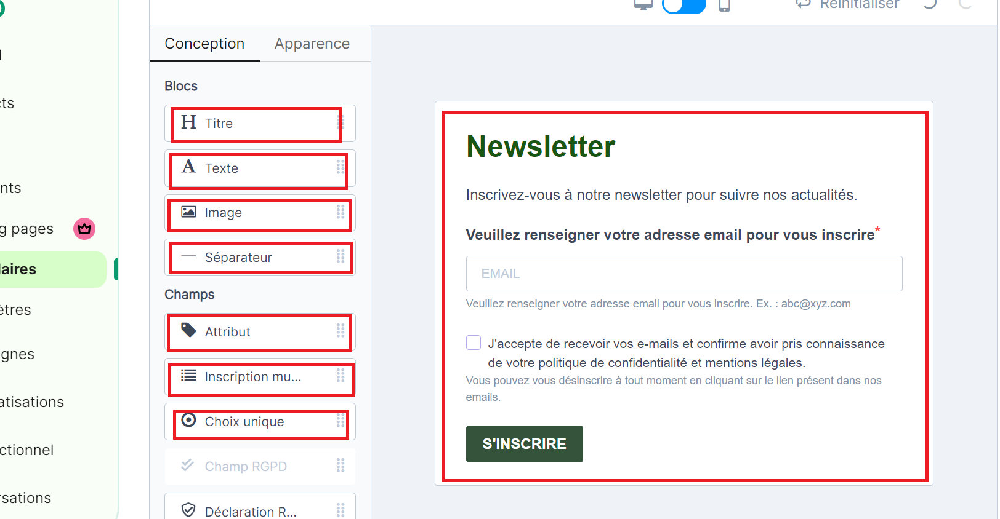 Réinitialiser
Conception
Apparence
Blocs
H Titre
A Texte
Image
Séparateur
Champs
Attribut
Inscription mu...
Choix unique
Champ RGPD
Déclaration R...
cts
nts
g pages
laires
ètres
gnes
atisations
ctionnel
rsations
Newsletter
Inscrivez-vous à notre newsletter pour suivre nos actualités.
Veuillez renseigner votre adresse email pour vous inscrire*
EMAIL
Veuillez renseigner votre adresse email pour vous inscrire. Ex. : abc@xyz.com
J'accepte de recevoir vos e-mails et confirme avoir pris connaissance
de votre politique de confidentialité et mentions légales.
Vous pouvez vous désinscrire à tout moment en cliquant sur le lien présent dans nos
emails.
S'INSCRIRE